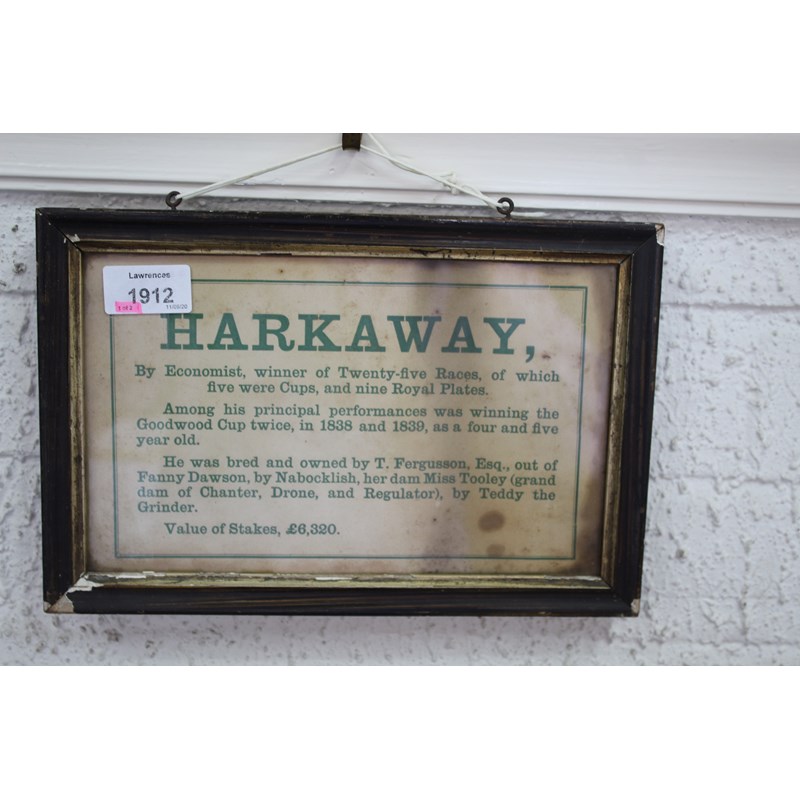 Lawrences
1912
HARKAWAY,
By Economist, winner of Twenty-five Races, of which
five were Cups, and nine Royal Plates.
Among his principal performances was winning the
Goodwood Cup twice, in 1838 and 1839, as a four and five
year old.
He was bred and owned by T. Fergusson, Esq., out of
Fanny Dawson, by Nabocklish, her dam Miss Tooley (grand
dam of Chanter, Drone, and Regulator), by Teddy the
Grinder.
Value of Stakes, £6,320.